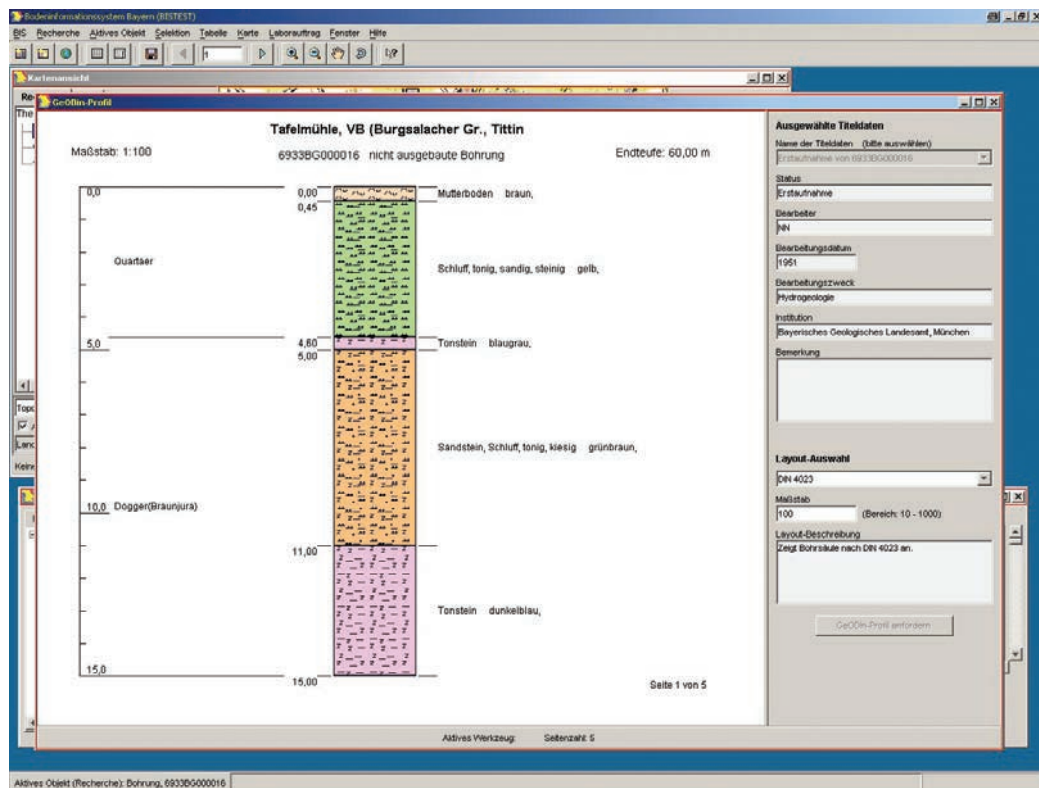 Bodeninformationssystem Bayern (BISTEST)
BIS Recherche Aktives Objekt Selektion Tabelle Karte Laborauftrag Fenster Hilfe
1
Kartenansicht
GeODin-Profil
Tafelmühle, VB (Burgsalacher Gr., Tittin
Maßstab: 1:100
6933BG000016 nicht ausgebaute Bohrung
Endteufe: 60,00 m
0,0
0,00
Mutterboden braun,
0,45
Quartaer
Schluff, tonig, sandig, steinig gelb,
5,0
4,60
Tonstein blaugrau,
5,00
Sandstein, Schluff, tonig, kiesig grünbraun,
10,0 Dogger(Braunjura)
11,00
Tonstein dunkelblau,
15,0
15,00
Seite 1 von 5
Ausgewählte Titeldaten
Name der Titeldaten (bitte auswählen)
Erstaufnahme von 6933BG000016
Status
Erstaufnahme
Bearbeiter
NN
Bearbeitungsdatum
1951
Bearbeitungszweck
Hydrogeologie
Institution
Bayerisches Geologisches Landesamt, München
Bemerkung
Layout-Auswahl
DIN 4023
Maßstab
100 (Bereich: 10 - 1000)
Layout-Beschreibung
Zeigt Bohrsäule nach DIN 4023 an.
GeODin-Profil anfordern
Aktives Werkzeug: Seitenzahl: 5
Aktives Objekt (Recherche): Bohrung, 6933BG000016